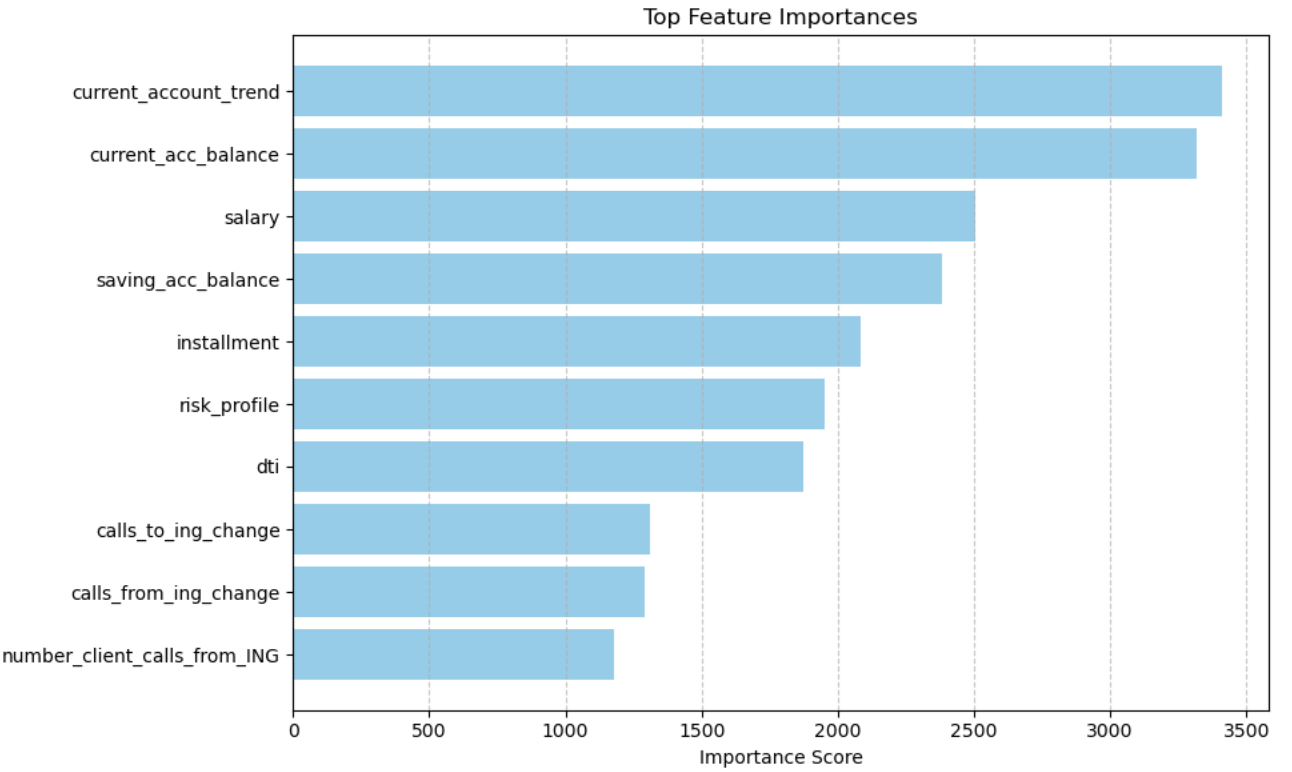 Top Feature Importances
current_account_trend
current_acc_balance
salary
saving_acc_balance
installment
risk_profile
dti
calls_to_ing_change
calls_from_ing_change
number_client_calls_from_ING
0 500 1000 1500 2000 2500 3000 3500
Importance Score